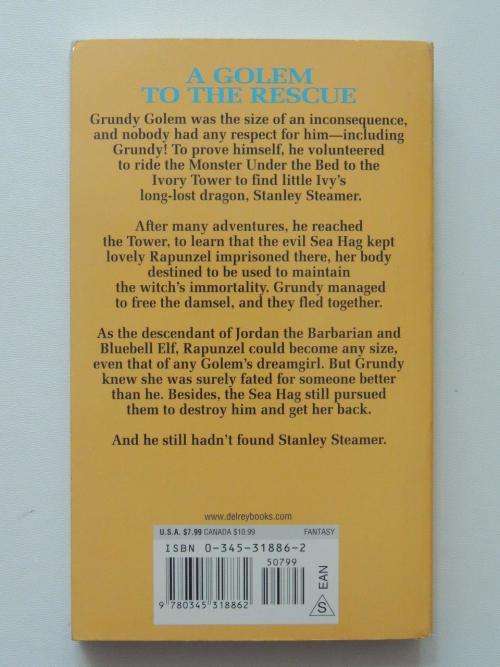 A GOLEM
TO THE RESCUE
Grundy Golem was the size of an inconsequence,
and nobody had any respect for him—including
Grundy! To prove himself, he volunteered
to ride the Monster Under the Bed to the
Ivory Tower to find little Ivy's
long-lost dragon, Stanley Steamer.
After many adventures, he reached
the Tower, to learn that the evil Sea Hag kept
lovely Rapunzel imprisoned there, her body
destined to be used to maintain
the witch's immortality. Grundy managed
to free the damsel, and they fled together.
As the descendant of Jordan the Barbarian and
Bluebell Elf, Rapunzel could become any size,
even that of any Golem's dreamgirl. But Grundy
knew she was surely fated for someone better
than he. Besides, the Sea Hag still pursued
them to destroy him and get her back.
And he still hadn't found Stanley Steamer.
www.delreybooks.com
U.S.A. $7.99 CANADA $10.99 FANTASY
ISBN 0-345-31886-2
50799
EAN
S
9 780345 318862